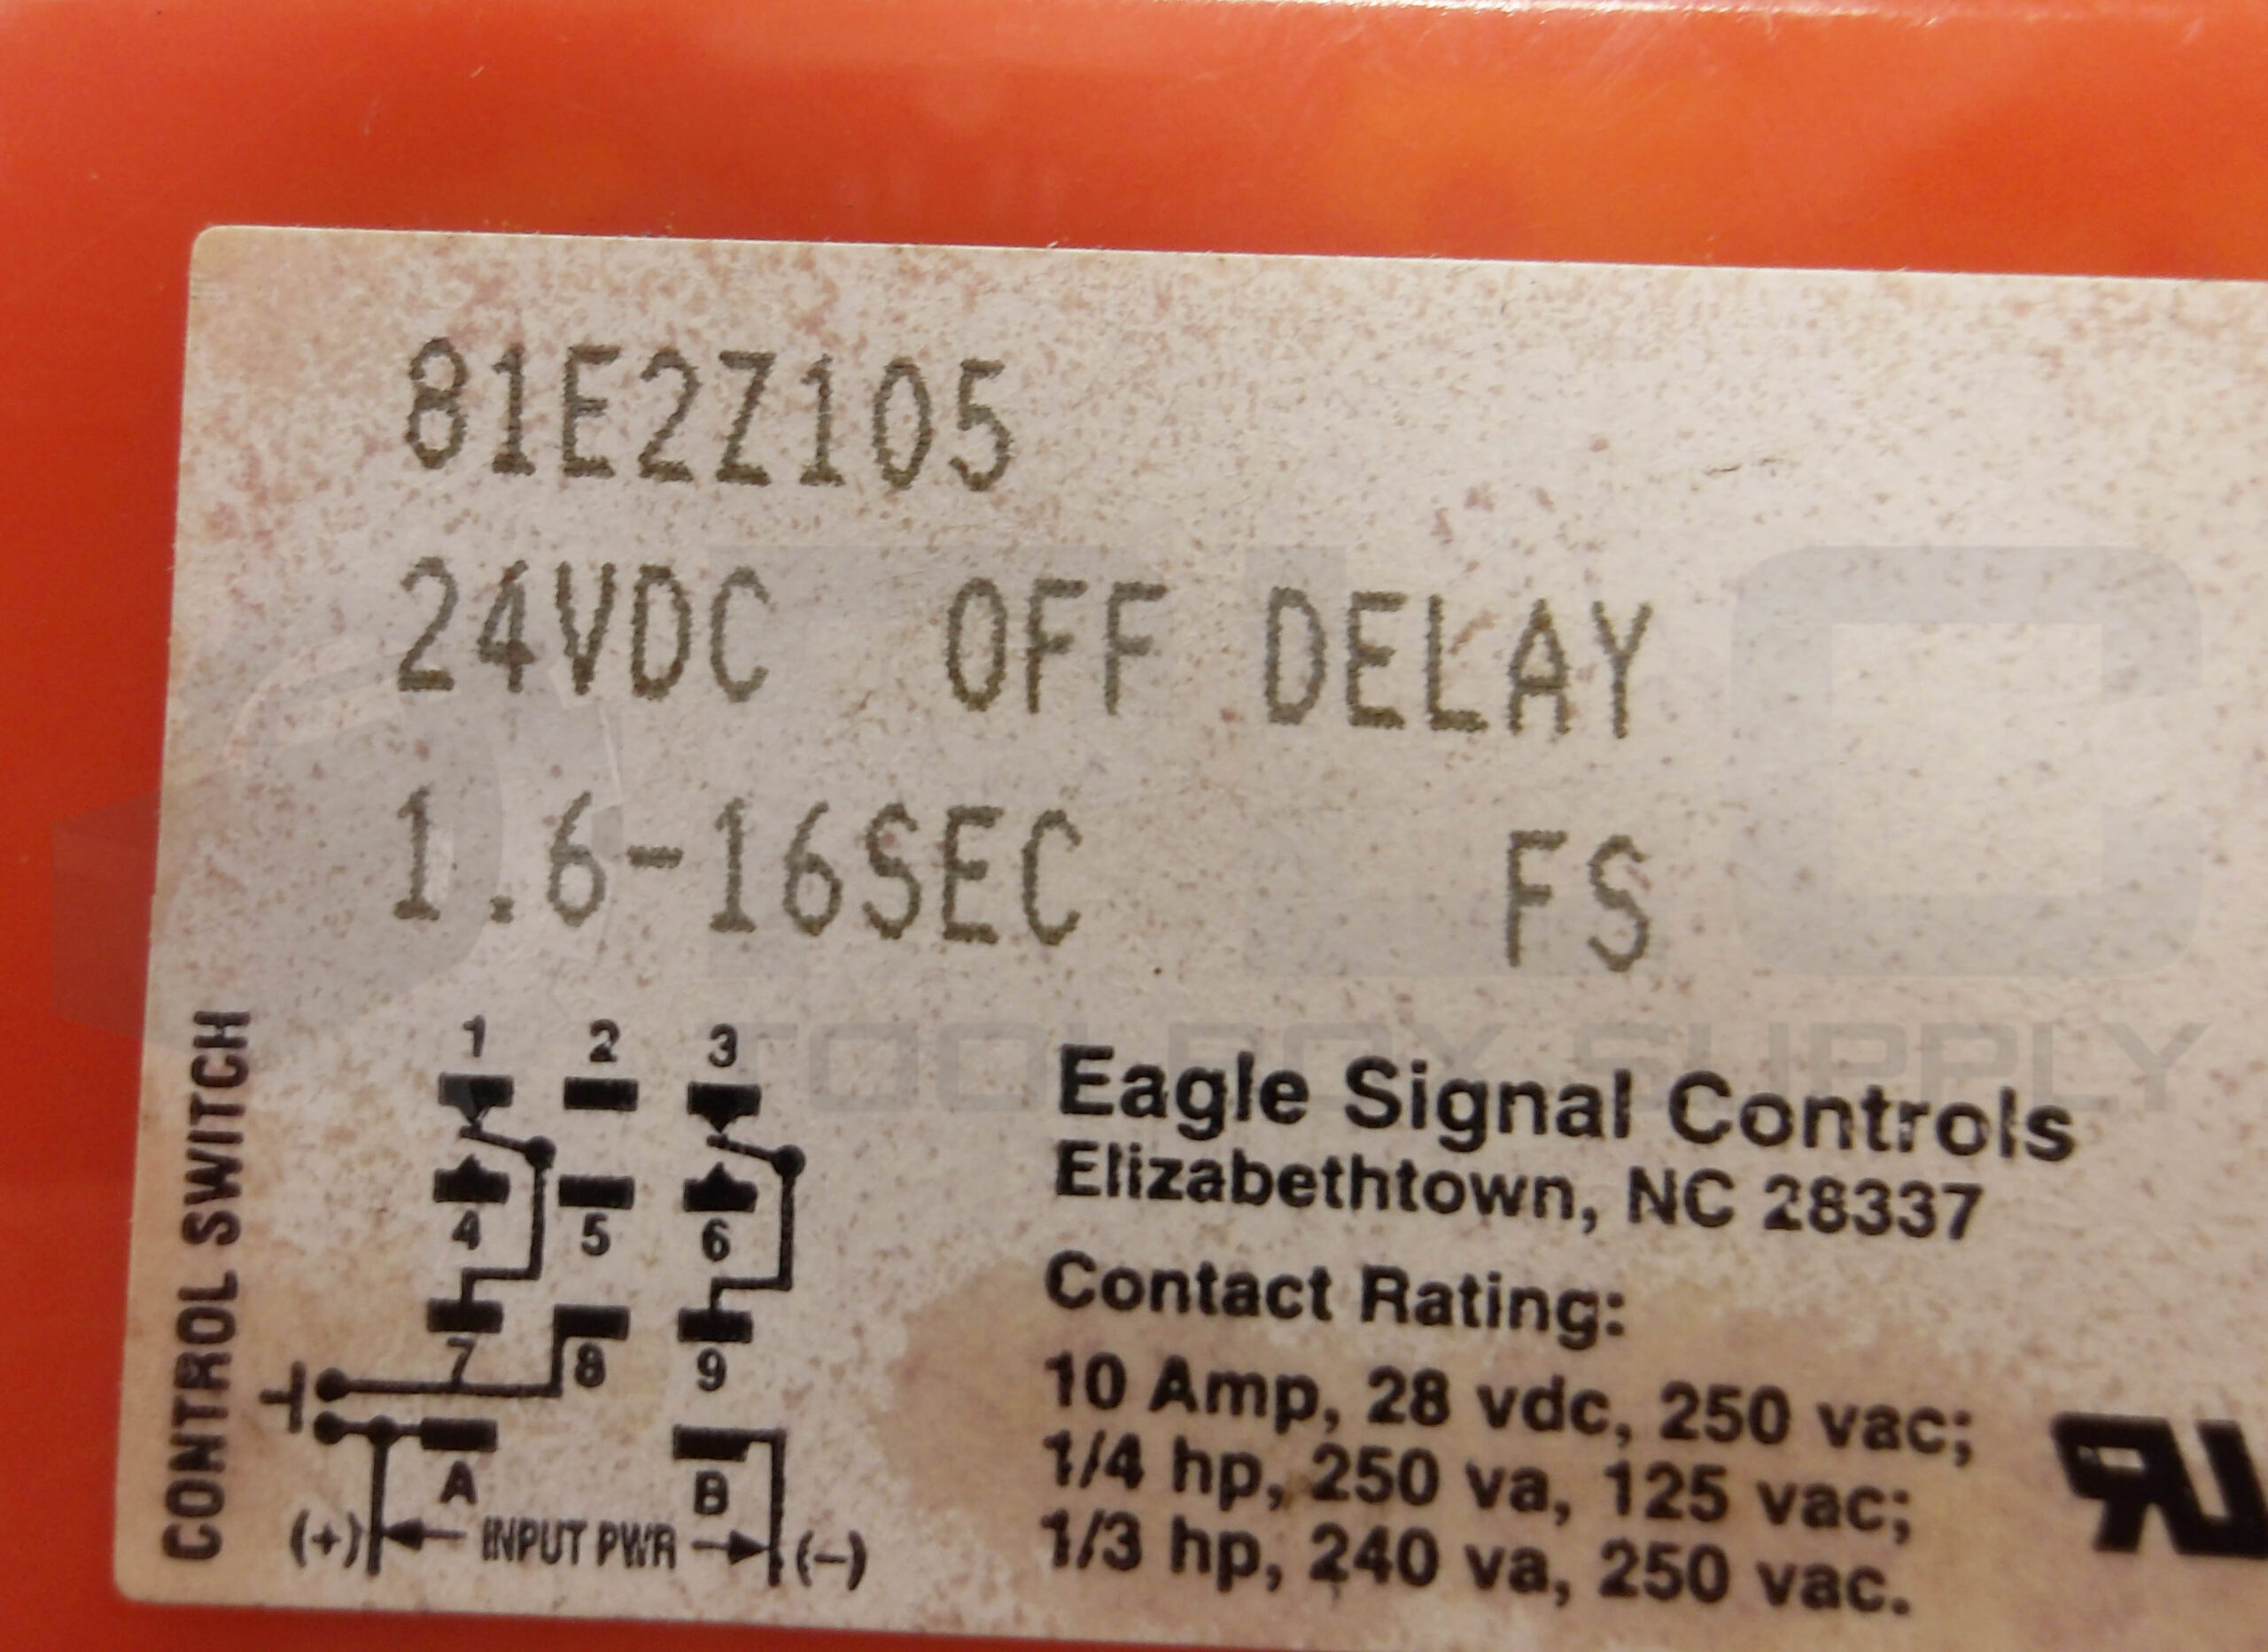 81E2Z105
24VDC OFF DELAY
1.6-16SEC FS
CONTROL SWITCH
1 2 3
4 5 6
7 8 9
A B
(+) INPUT PWR (-)
Eagle Signal Controls
Elizabethtown, NC 28337
Contact Rating:
10 Amp, 28 vdc, 250 vac;
1/4 hp, 250 va, 125 vac;
1/3 hp, 240 va, 250 vac.
TOOLBOX SUPPLY